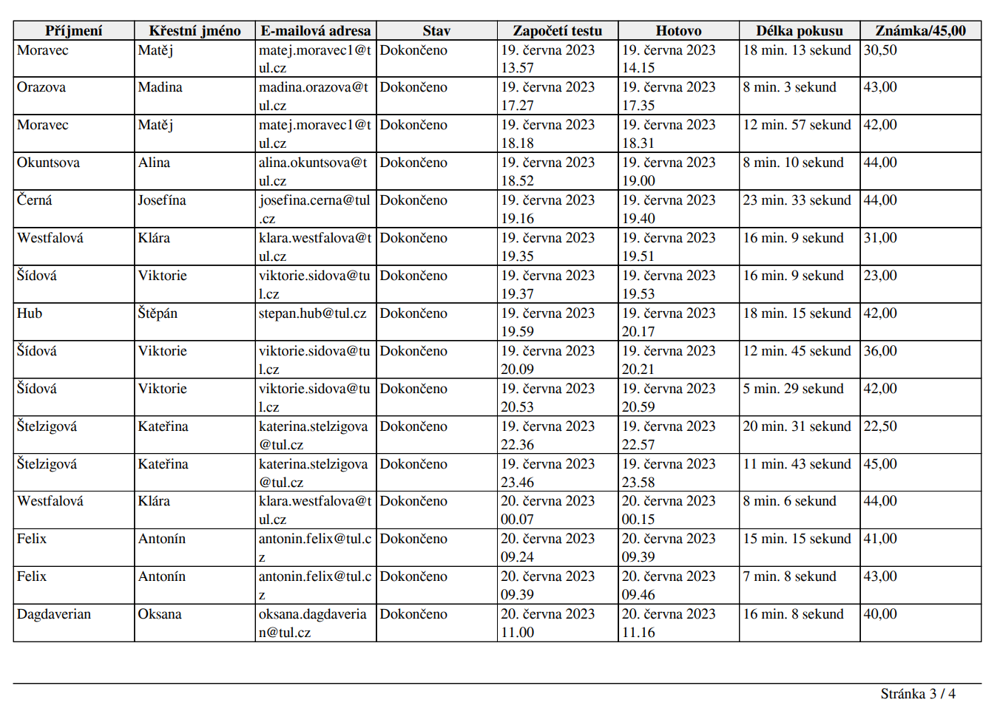 Příjmení Křestní jméno E-mailová adresa Stav Započetí testu Hotovo Délka pokusu Známka/45,00
Moravec Matěj matej.moravec1@t Dokončeno 19. června 2023 19. června 2023 18 min. 13 sekund 30,50
ul.cz 13.57 14.15
Orazova Madina madina.orazova@t Dokončeno 19. června 2023 19. června 2023 8 min. 3 sekund 43,00
ul.cz 17.27 17.35
Moravec Matěj matej.moravec1@t Dokončeno 19. června 2023 19. června 2023 12 min. 57 sekund 42,00
ul.cz 18.18 18.31
Okuntsova Alina alina.okuntsova@t Dokončeno 19. června 2023 19. června 2023 8 min. 10 sekund 44,00
ul.cz 18.52 19.00
Černá Josefína josefina.cerna@tul Dokončeno 19. června 2023 19. června 2023 23 min. 33 sekund 44,00
.cz 19.16 19.40
Westfalová Klára klara.westfalova@t Dokončeno 19. června 2023 19. června 2023 16 min. 9 sekund 31,00
ul.cz 19.35 19.51
Šídová Viktorie viktorie.sidova@tu Dokončeno 19. června 2023 19. června 2023 16 min. 9 sekund 23,00
l.cz 19.37 19.53
Hub Štěpán stepan.hub@tul.cz Dokončeno 19. června 2023 19. června 2023 18 min. 15 sekund 42,00
19.59 20.17
Šídová Viktorie viktorie.sidova@tu Dokončeno 19. června 2023 19. června 2023 12 min. 45 sekund 36,00
l.cz 20.09 20.21
Šídová Viktorie viktorie.sidova@tu Dokončeno 19. června 2023 19. června 2023 5 min. 29 sekund 42,00
l.cz 20.53 20.59
Štelzigová Kateřina katerina.stelzigova Dokončeno 19. června 2023 19. června 2023 20 min. 31 sekund 22,50
@tul.cz 22.36 22.57
Štelzigová Kateřina katerina.stelzigova Dokončeno 19. června 2023 19. června 2023 11 min. 43 sekund 45,00
@tul.cz 23.46 23.58
Westfalová Klára klara.westfalova@t Dokončeno 20. června 2023 20. června 2023 8 min. 6 sekund 44,00
ul.cz 00.07 00.15
Felix Antonín antonin.felix@tul.c Dokončeno 20. června 2023 20. června 2023 15 min. 15 sekund 41,00
z 09.24 09.39
Felix Antonín antonin.felix@tul.c Dokončeno 20. června 2023 20. června 2023 7 min. 8 sekund 43,00
z 09.39 09.46
Dagdaverian Oksana oksana.dagdaveria Dokončeno 20. června 2023 20. června 2023 16 min. 8 sekund 40,00
n@tul.cz 11.00 11.16
Stránka 3 / 4